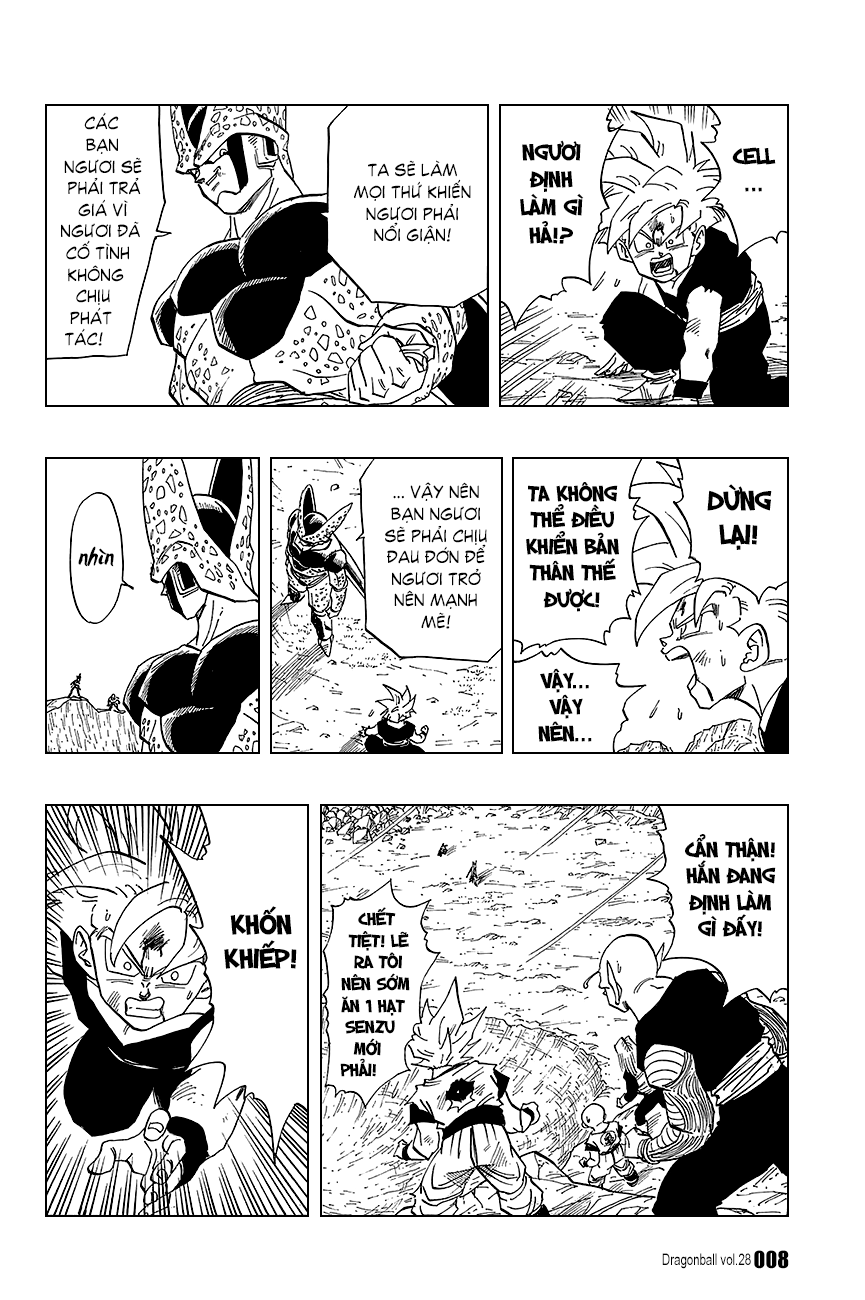 CELL
...
NGƯƠI
ĐỊNH
LÀM GÌ
HẢ!?
TA SẼ LÀM
MỌI THỨ KHIẾN
NGƯƠI PHẢI
NỔI GIẬN!
CÁC
BẠN
NGƯƠI SẼ
PHẢI TRẢ
GIÁ VÌ
NGƯƠI ĐÃ
CỐ TÌNH
KHÔNG
CHỊU
PHÁT
TÁC!
DỪNG
LẠI!
TA KHÔNG
THỂ ĐIỀU
KHIỂN BẢN
THÂN THẾ
ĐƯỢC!
VẬY...
VẬY
NÊN...
... VẬY NÊN
BẠN NGƯƠI
SẼ PHẢI CHỊU
ĐAU ĐỚN ĐỂ
NGƯƠI TRỞ
NÊN MẠNH
MẼ!
nhìn
CẨN THẬN!
HẮN ĐANG
ĐỊNH LÀM
GÌ ĐẤY!
CHẾT
TIỆT! LẼ
RA TÔI
NÊN SỚM
ĂN 1 HẠT
SENZU
MỚI
PHẢI!
KHỐN
KHIẾP!
Dragonball vol.28 008